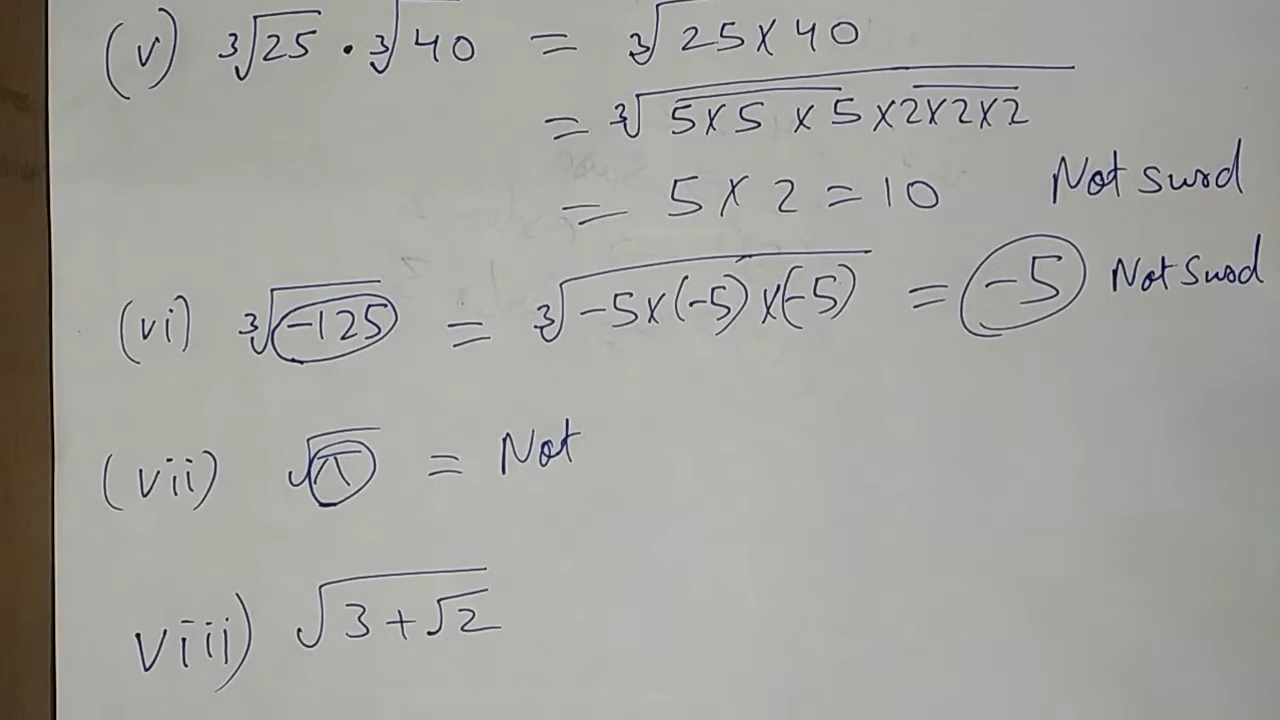 (v) ∛25 · ∛40 = ∛25×40
= ∛5×5×5×2×2×2
= 5×2=10 Not surd
(vi) ∛-125 = ∛-5×(-5)×(-5) = -5 Not Surd
(vii) √π = Not
viii) √3+√2